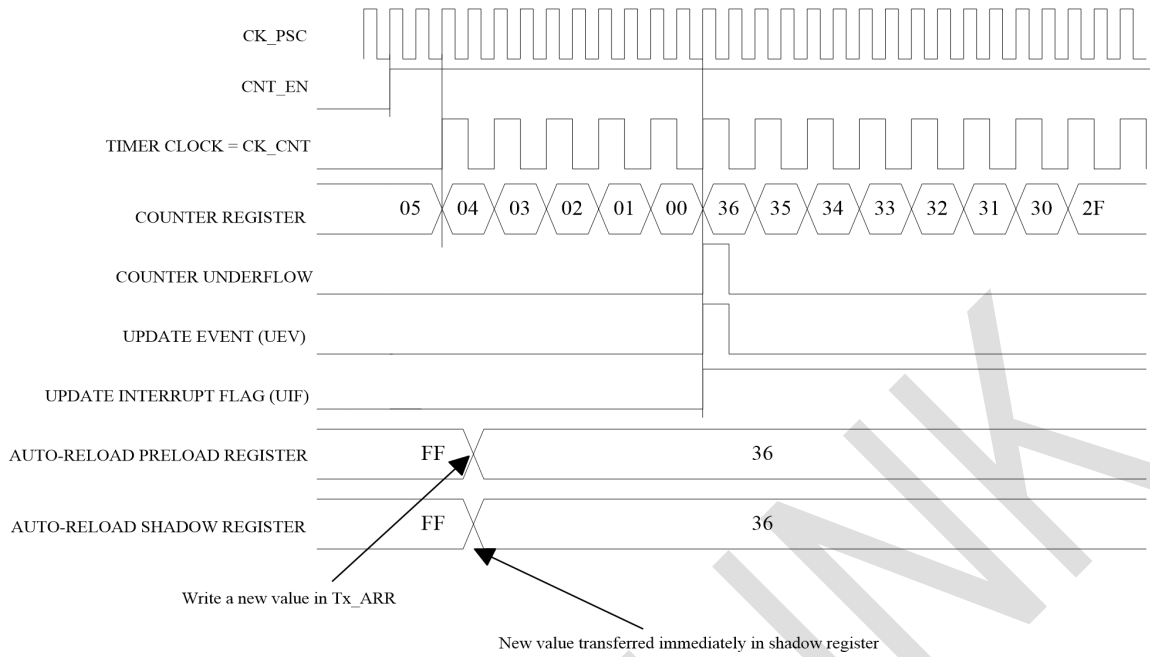 CK_PSC
CNT_EN
TIMER CLOCK = CK_CNT
COUNTER REGISTER 05 04 03 02 01 00 36 35 34 33 32 31 30 2F
COUNTER UNDERFLOW
UPDATE EVENT (UEV)
UPDATE INTERRUPT FLAG (UIF)
AUTO-RELOAD PRELOAD REGISTER FF 36
AUTO-RELOAD SHADOW REGISTER FF 36
Write a new value in Tx_ARR
New value transferred immediately in shadow register